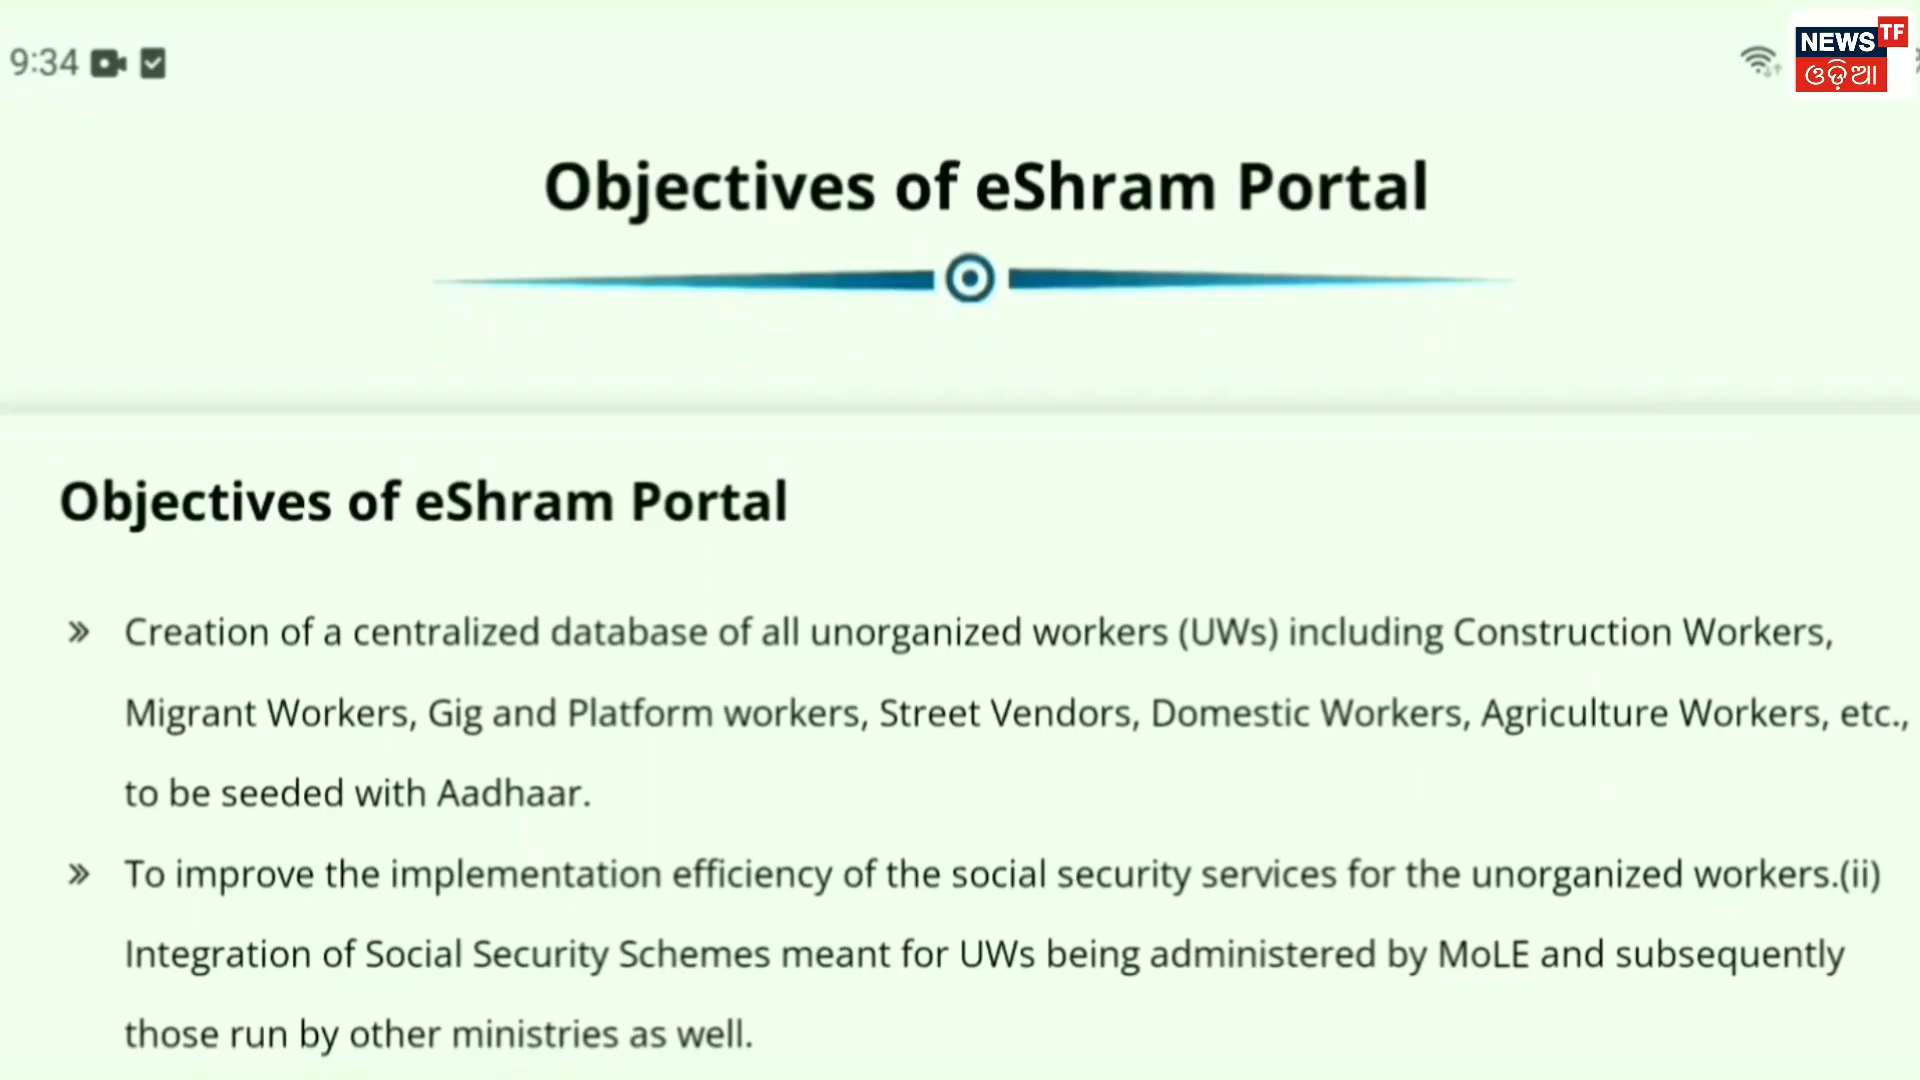 9:34
NEWS TF
ଓଡ଼ିଆ
Objectives of eShram Portal
Objectives of eShram Portal
» Creation of a centralized database of all unorganized workers (UWs) including Construction Workers,
Migrant Workers, Gig and Platform workers, Street Vendors, Domestic Workers, Agriculture Workers, etc.,
to be seeded with Aadhaar.
» To improve the implementation efficiency of the social security services for the unorganized workers.(ii)
Integration of Social Security Schemes meant for UWs being administered by MoLE and subsequently
those run by other ministries as well.